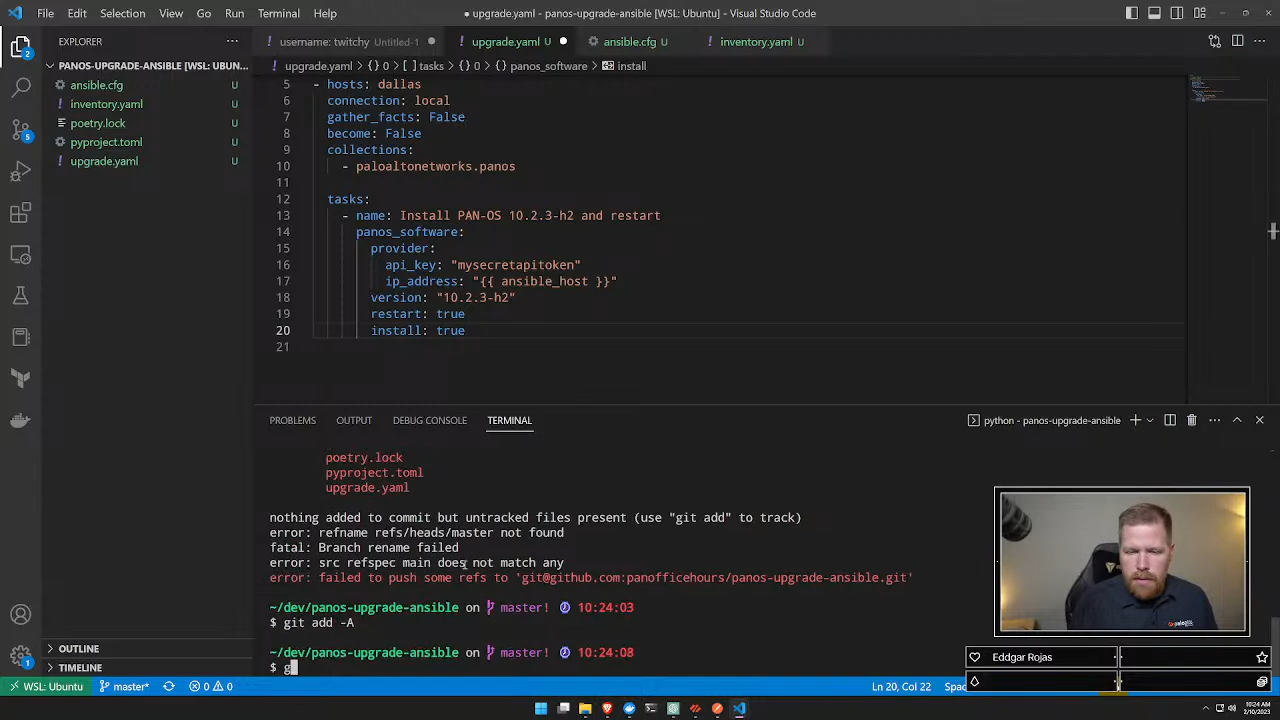 File Edit Selection View Go Run Terminal Help
upgrade.yaml - panos-upgrade-ansible [WSL: Ubuntu] - Visual Studio Code
EXPLORER
username: twitchy Untitled-1
upgrade.yaml U
ansible.cfg U
inventory.yaml U
PANOS-UPGRADE-ANSIBLE [WSL: UBUN...
upgrade.yaml > {} 0 > [ ] tasks > {} 0 > {} panos_software > install
ansible.cfg U
inventory.yaml U
poetry.lock U
pyproject.toml U
upgrade.yaml U
5 - hosts: dallas
6 connection: local
7 gather_facts: False
8 become: False
9 collections:
10 - paloaltonetworks.panos
11
12 tasks:
13 - name: Install PAN-OS 10.2.3-h2 and restart
14 panos_software:
15 provider:
16 api_key: "mysecretapitoken"
17 ip_address: "{{ ansible_host }}"
18 version: "10.2.3-h2"
19 restart: true
20 install: true
21
PROBLEMS OUTPUT DEBUG CONSOLE TERMINAL
python - panos-upgrade-ansible
poetry.lock
pyproject.toml
upgrade.yaml
nothing added to commit but untracked files present (use "git add" to track)
error: refname refs/heads/master not found
fatal: Branch rename failed
error: src refspec main does not match any
error: failed to push some refs to 'git@github.com:panofficehours/panos-upgrade-ansible.git'
~/dev/panos-upgrade-ansible on master! 10:24:03
$ git add -A
~/dev/panos-upgrade-ansible on master! 10:24:08
$ g
OUTLINE
TIMELINE
Eddgar Rojas
2
5
1
paloalto
WSL: Ubuntu master* 0 0
Ln 20, Col 22 Spac
10:24 AM
2/10/2023